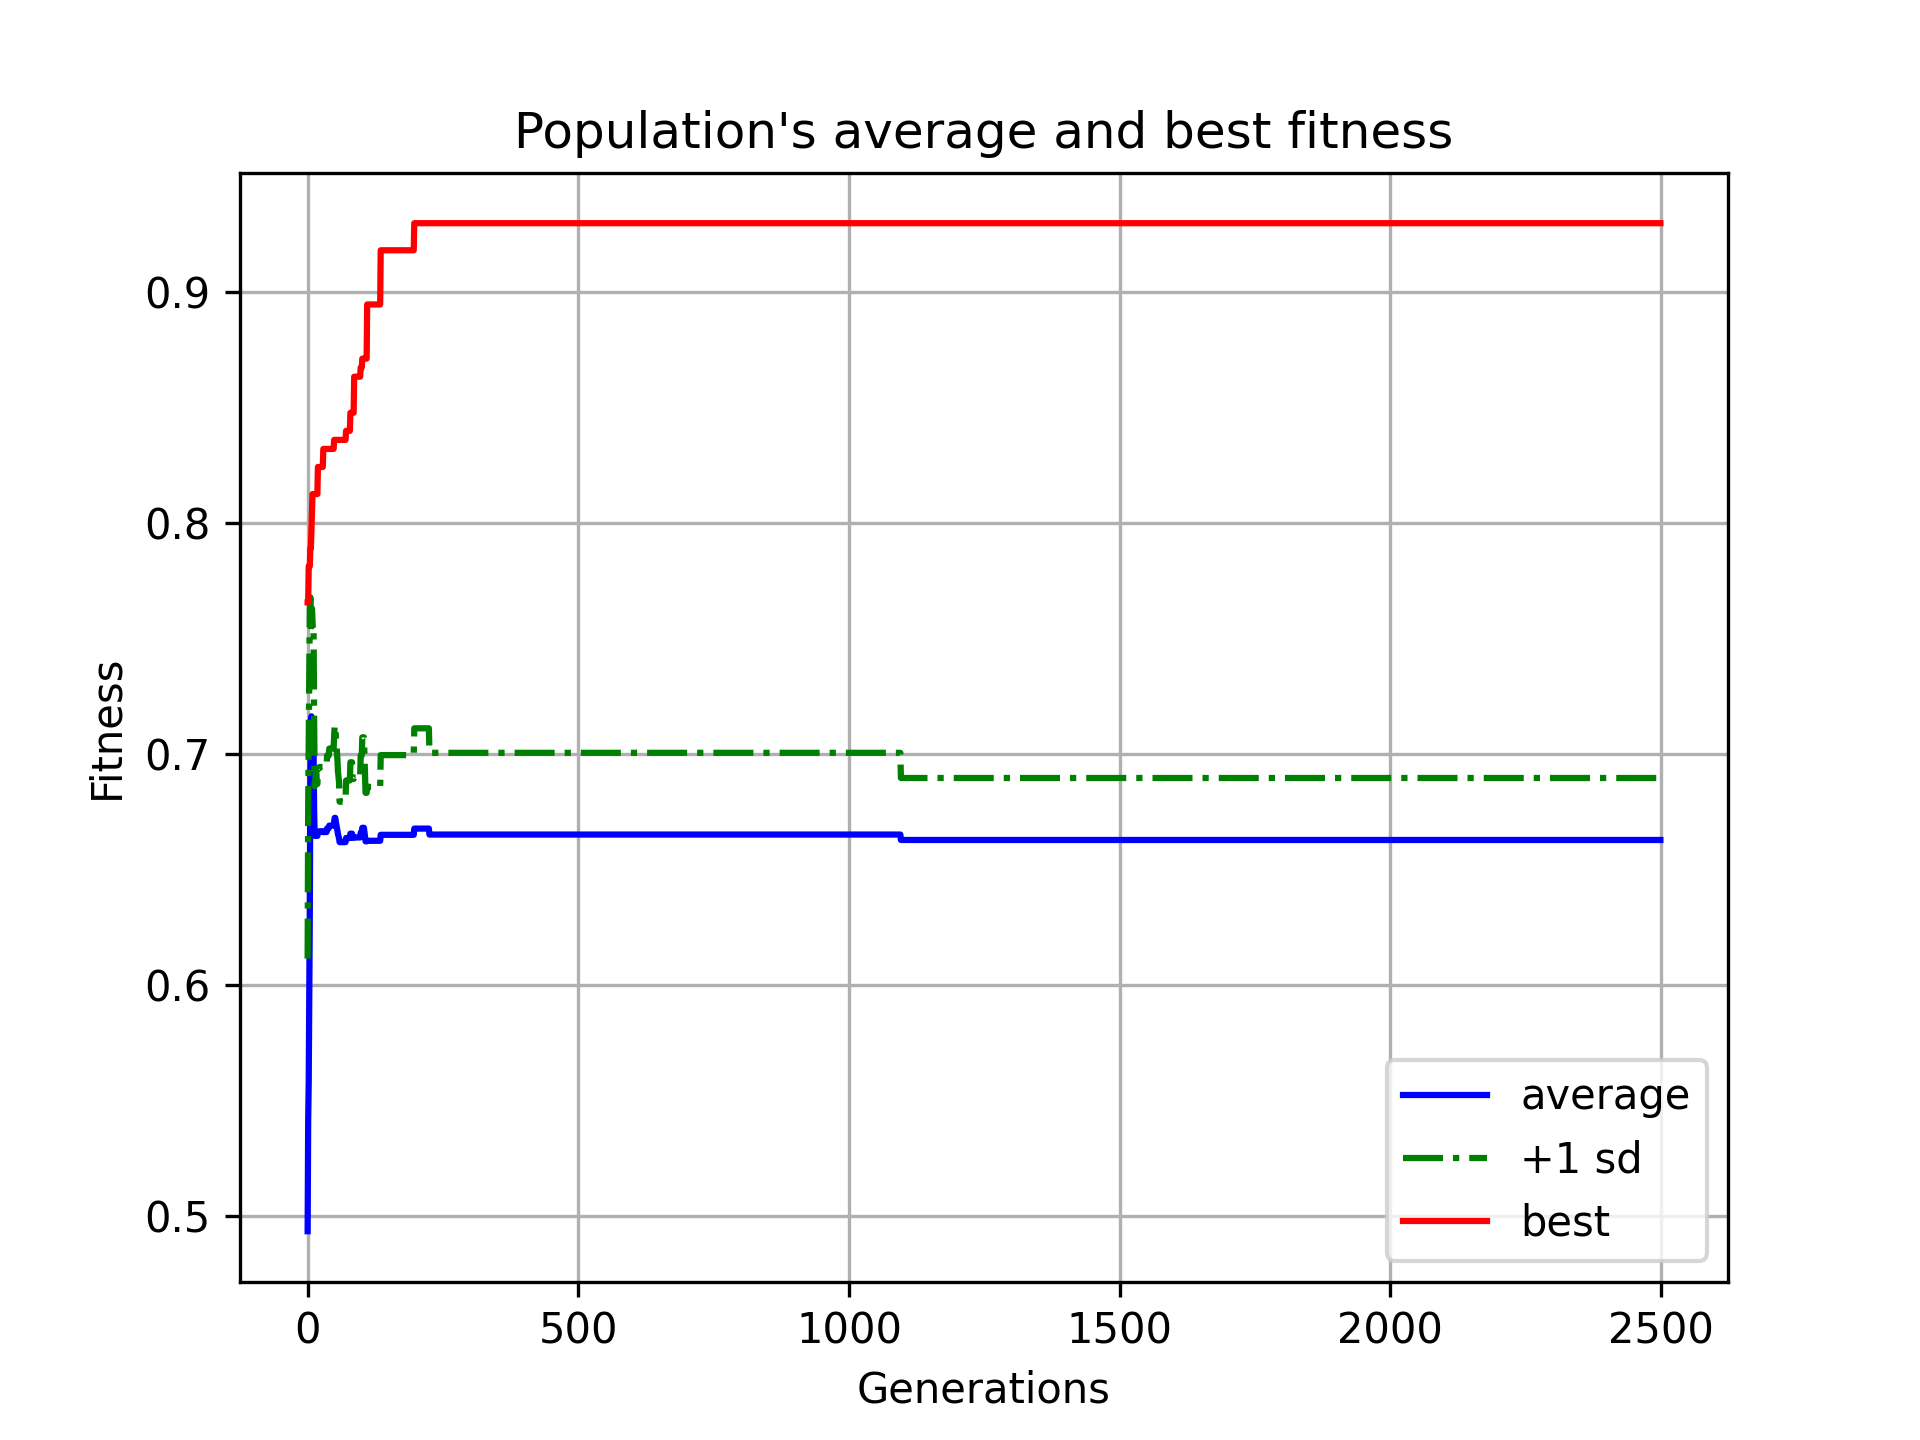 Population's average and best fitness
0.9
0.8
0.7
0.6
0.5
Fitness
average
+1 sd
best
0 500 1000 1500 2000 2500
Generations